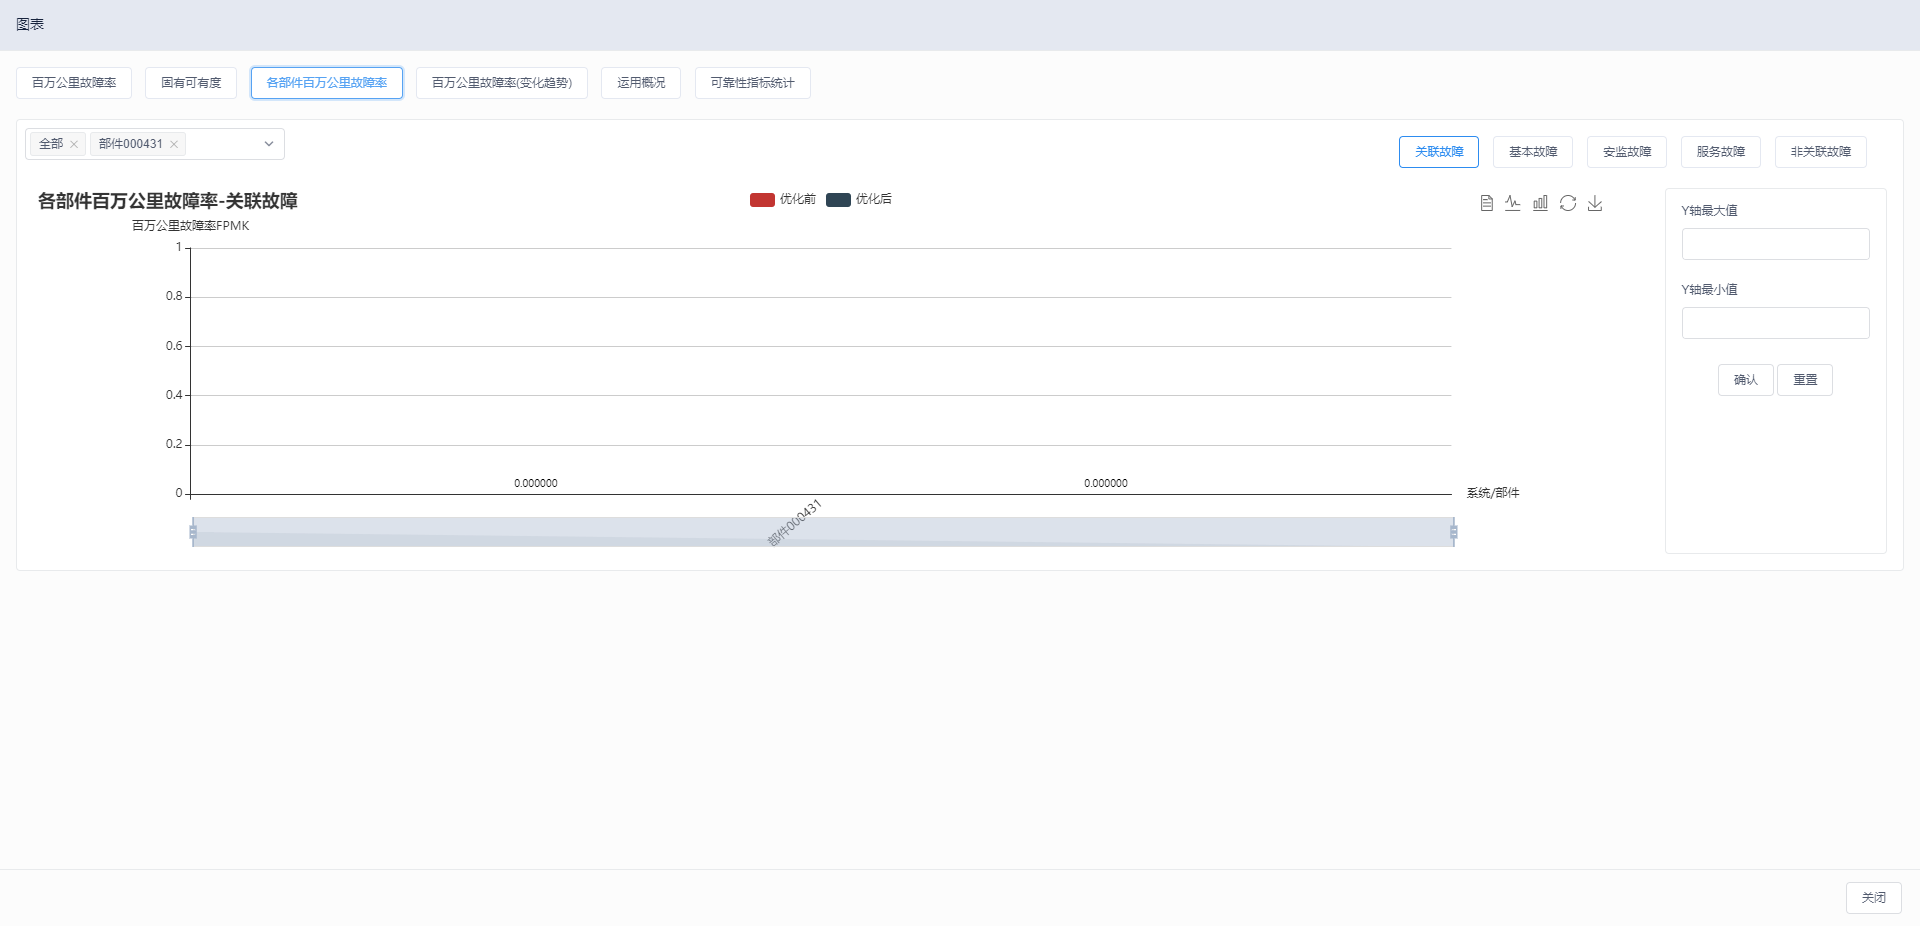 图表
百万公里故障率 固有可有度 各部件百万公里故障率 百万公里故障率(变化趋势) 运用概况 可靠性指标统计
全部 部件000431
关联故障 基本故障 安监故障 服务故障 非关联故障
各部件百万公里故障率-关联故障
优化前 优化后
百万公里故障率FPMK
1
0.8
0.6
0.4
0.2
0
0.000000 0.000000
系统/部件
部件000431
Y轴最大值
Y轴最小值
确认 重置
关闭